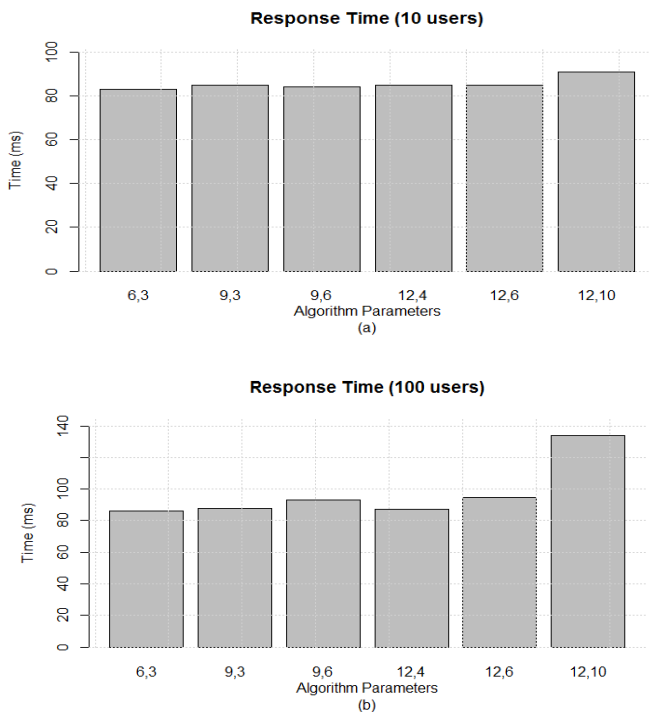 Response Time (10 users)
Time (ms)
100
80
60
40
20
0
6,3 9,3 9,6 12,4 12,6 12,10
Algorithm Parameters
(a)
Response Time (100 users)
Time (ms)
140
100
80
60
40
20
0
6,3 9,3 9,6 12,4 12,6 12,10
Algorithm Parameters
(b)